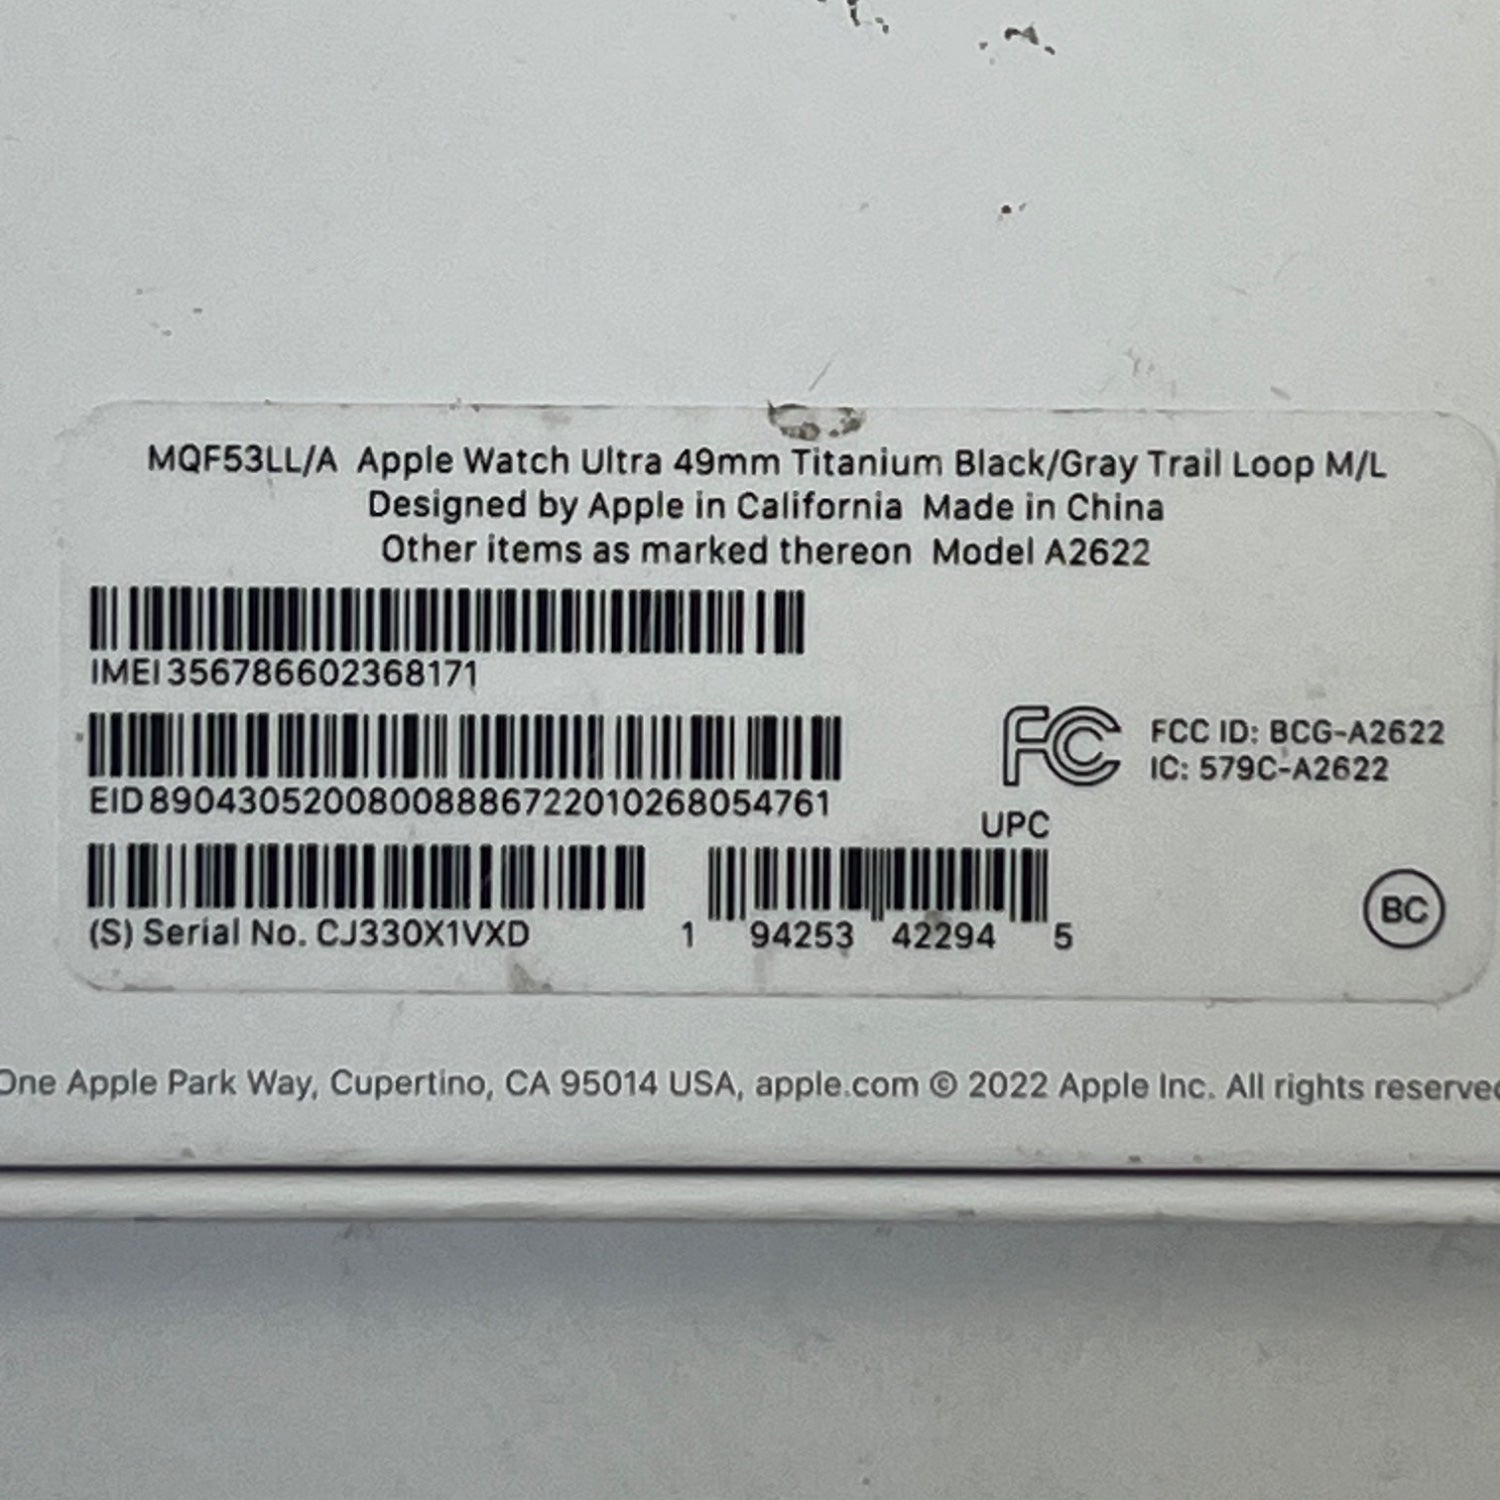 MQF53LL/A Apple Watch Ultra 49mm Titanium Black/Gray Trail Loop M/L
Designed by Apple in California Made in China
Other items as marked thereon Model A2622
IMEI 356786602368171
FC FCC ID: BCG-A2622
IC: 579C-A2622
EID 89043052008008886722010268054761
UPC
(S) Serial No. CJ330X1VXD
1 94253 42294 5
BC
One Apple Park Way, Cupertino, CA 95014 USA, apple.com © 2022 Apple Inc. All rights reserved